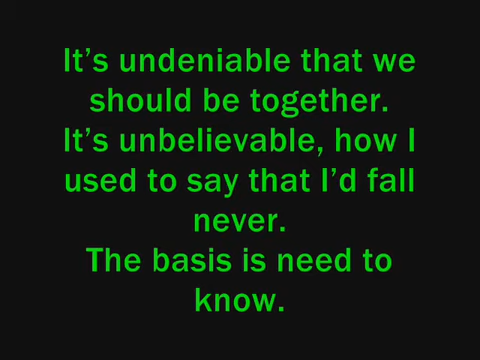 It’s undeniable that we
should be together.
It’s unbelievable, how I
used to say that I’d fall
never.
The basis is need to
know.